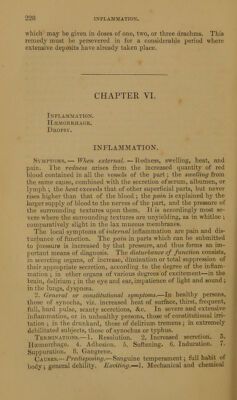 226 INFLAMMATION.
which may be given in doses of one, two, or three drachms. This
remedy must be persevered in for a considerable period where
extensive deposits have already taken place.
CHAPTER VI.
INFLAMMATION.
HÆMORRHAGE.
DROPSY.
INFLAMMATION.
SYMPTOMS.—When external.—Redness, swelling, heat, and
pain. The redness arises from the increased quantity of red
blood contained in all the vessels of the part; the swelling from
the same cause, combined with the secretion of serum, albumen, or
lymph; the heat exceeds that of other superficial parts, but never
rises higher than that of the blood; the pain is explained by the
larger supply of blood to the nerves of the part, and the pressure of
the surrounding textures upon them. It is accordingly most se-
vere where the surrounding textures are unyielding, as in whitloe;
comparatively slight in the lax mucous membranes.
The local symptoms of internal inflammation are pain and dis-
turbance of function. The pain in parts which can be submitted
to pressure is increased by that pressure, and thus forms an im-
portant means of diagnosis. The disturbance of function consists,
in secreting organs, of increase, diminution or total suppression of
their appropriate secretion, according to the degree of the inflam-
mation; in other organs of various degrees of excitement—in the
brain, delirium; in the eye and ear, impatience of light and sound;
in the lungs, dyspnœa.
2. General or constitutional symptoms.—In healthy persons,
those of synocha, viz. increased heat of surface, thirst, frequent,
full, hard pulse, scanty secretions, &c. In severe and extensive
inflammation, or in unhealthy persons, those of constitutional irri-
tation; in the drunkard, those of delirium tremens; in extremely
debilitated subjects, those of synochus or typhus.
TERMINATIONS.—1. Resolution. 2. Increased secretion. 3.
Hæmorrhage. 4. Adhesion. 5. Softening. 6. Induration. 7.
Suppuration. 8. Gangrene.
CAUSES.—Predisposing.—Sanguine temperament; full habit of
body; general debility. Exciting.—1. Mechanical and chemical